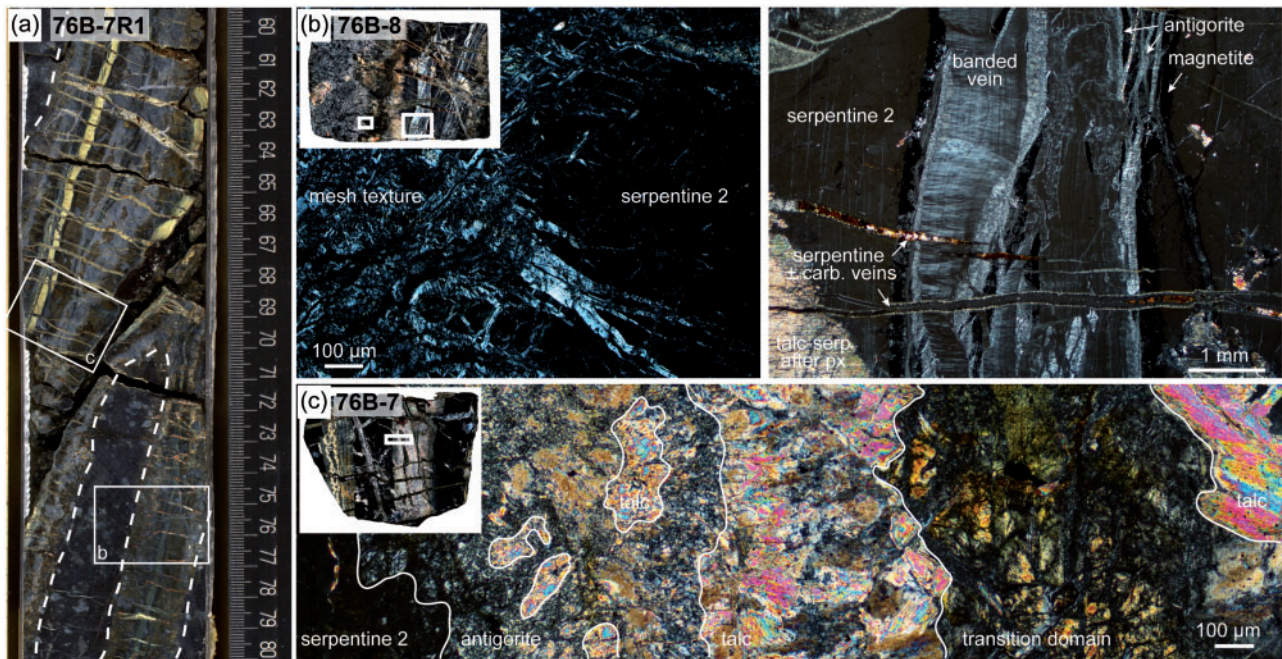 (a) 76B-7R1
60
61
62
63
64
65
66
67
68
69
70
71
72
73
74
75
76
77
78
79
80
c
b
(b) 76B-8
mesh texture
serpentine 2
100 µm
antigorite
magnetite
banded
vein
serpentine 2
serpentine
± carb. veins
talc-serp
after px
1 mm
(c) 76B-7
talc
talc
serpentine 2
antigorite
talc
transition domain
100 µm